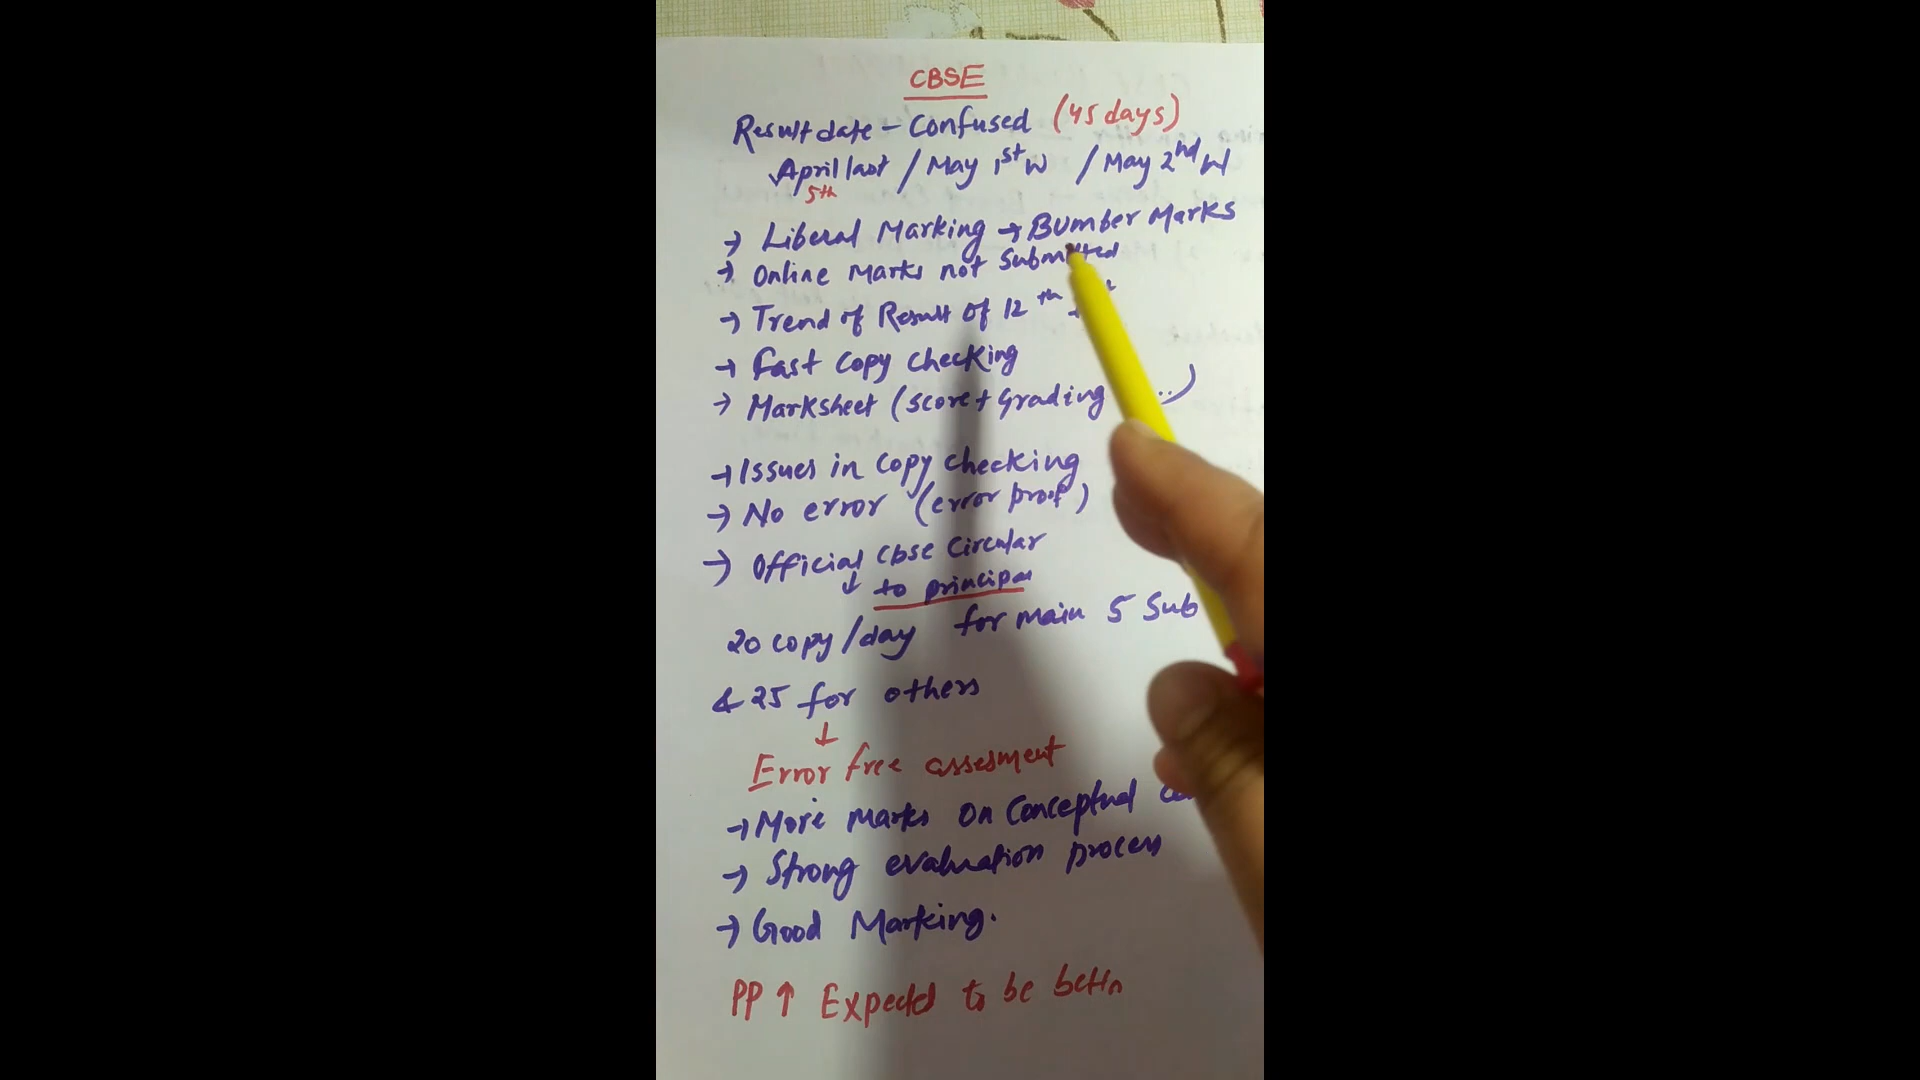 CBSE
Result date - Confused (45 days)
April last / May 1st W / May 2nd W
5th
→ Liberal Marking → Bumber Marks
→ Online Marks not Submitted
→ Trend of Result of 12th
→ Fast Copy Checking
→ Marksheet (Score + Grading ..)
→ Issues in Copy Checking
→ No error (error proof)
→ Official Cbse Circular
↓ to principal
20 copy/day for main 5 Sub
& 25 for others
↓
Error free assesment
→ More marks on Conceptual
→ Strong evaluation process
→ Good Marking.
PP ↑ Expected to be better